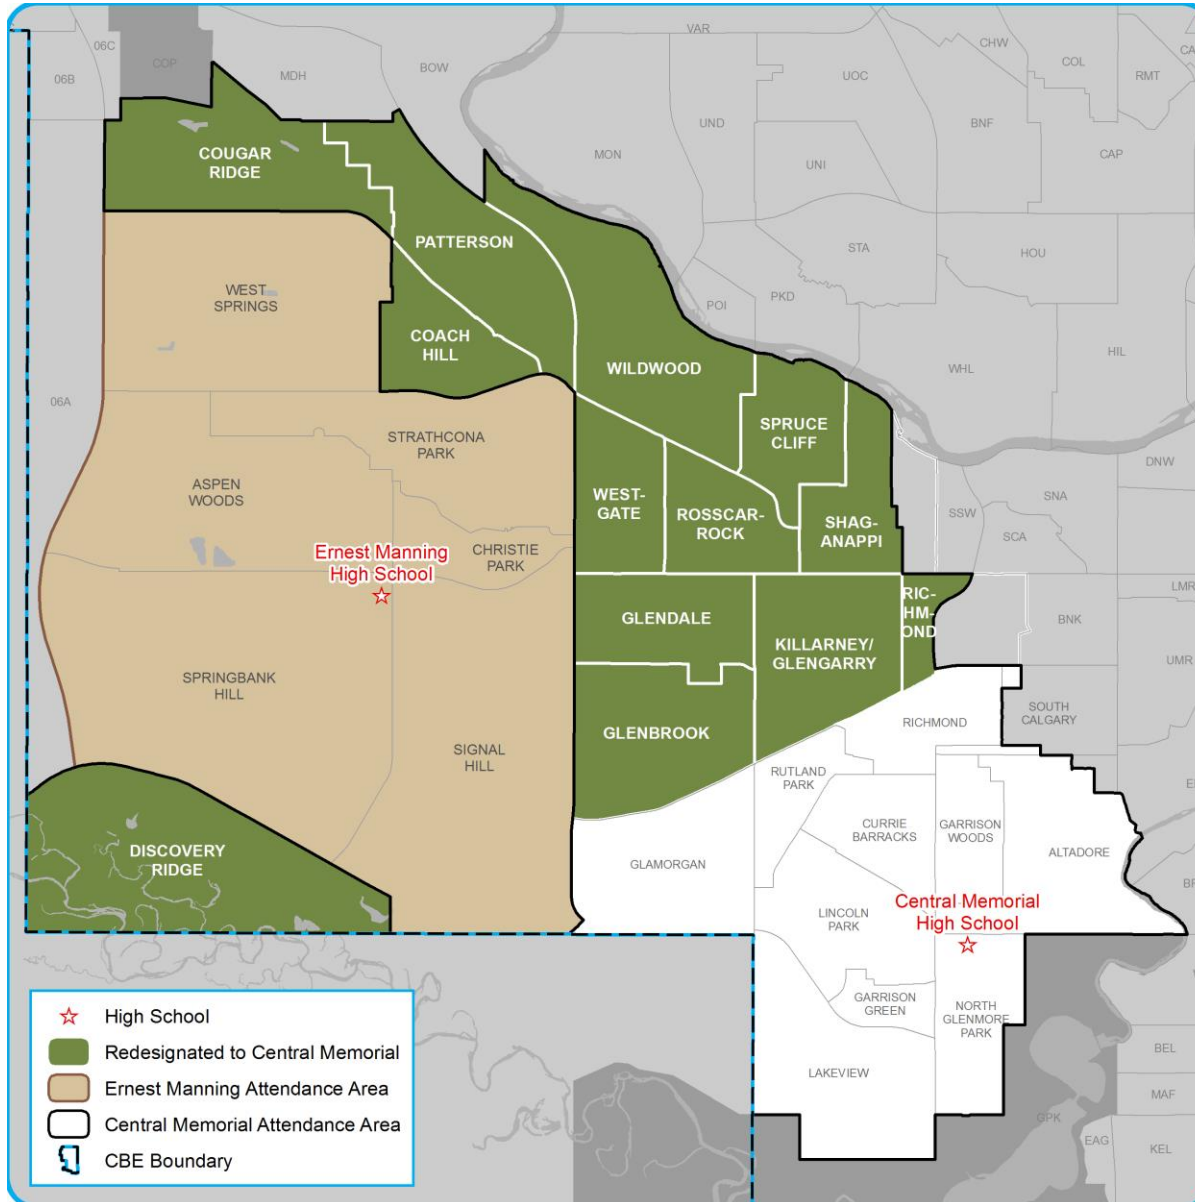 VAR
06C
CHW
COP
MDH
BOW
COL
CA
06B
UOC
RMT
UND
BNF
MON
CAP
UNI
COUGAR
RIDGE
PATTERSON
STA
HOU
WEST
SPRINGS
POI
PKD
COACH
HILL
HIL
WILDWOOD
WHL
06A
SPRUCE
CLIFF
STRATHCONA
PARK
DNW
ASPEN
WOODS
WEST-
GATE
ROSSCAR-
ROCK
SHAG-
ANAPPI
SSW
SNA
SCA
Ernest Manning
High School
CHRISTIE
PARK
LMR
RIC-
HM-
OND
GLENDALE
BNK
KILLARNEY/
GLENGARRY
UMR
SPRINGBANK
HILL
SOUTH
CALGARY
RICHMOND
GLENBROOK
SIGNAL
HILL
RUTLAND
PARK
CURRIE
BARRACKS
GARRISON
WOODS
ALTADORE
DISCOVERY
RIDGE
GLAMORGAN
Central Memorial
High School
LINCOLN
PARK
GARRISON
GREEN
NORTH
GLENMORE
PARK
High School
Redesignated to Central Memorial
BEL
LAKEVIEW
Ernest Manning Attendance Area
MAF
GPK
Central Memorial Attendance Area
EAG
KEL
CBE Boundary